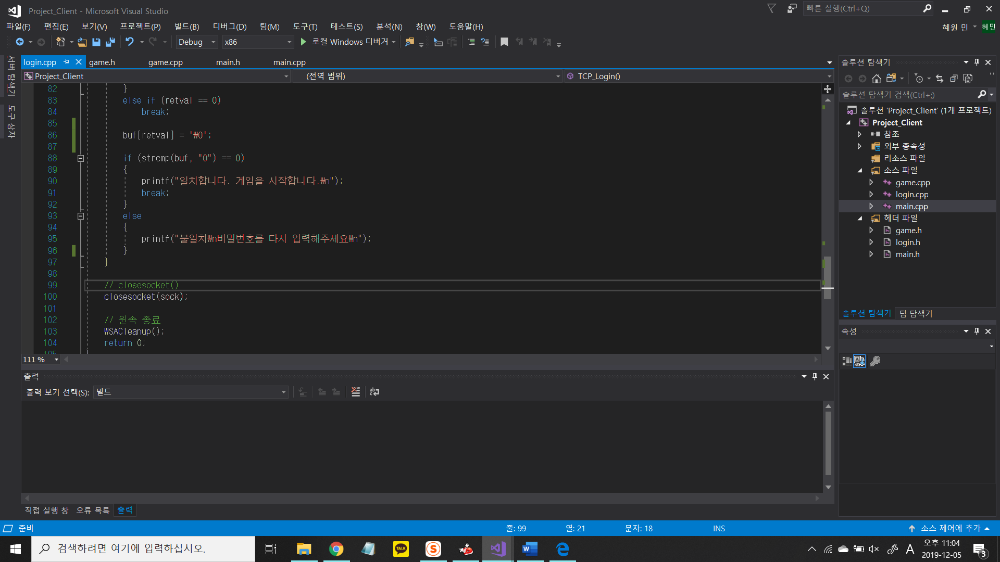 Project_Client - Microsoft Visual Studio
빠른 실행(Ctrl+Q)
파일(F) 편집(E) 보기(V) 프로젝트(P) 빌드(B) 디버그(D) 팀(M) 도구(T) 테스트(S) 분석(N) 창(W) 도움말(H)
혜원 민 혜민
Debug x86 로컬 Windows 디버거
서버 탐색기
도구 상자
login.cpp game.h game.cpp main.h main.cpp
Project_Client (전역 범위) TCP_Login()
82 }
83 else if (retval == 0)
84 break;
85
86 buf[retval] = '₩0';
87
88 if (strcmp(buf, "0") == 0)
89 {
90 printf("일치합니다. 게임을 시작합니다.₩n");
91 break;
92 }
93 else
94 {
95 printf("불일치₩n비밀번호를 다시 입력해주세요₩n");
96 }
97 }
98
99 // closesocket()
100 closesocket(sock);
101
102 // 윈속 종료
103 WSACleanup();
104 return 0;
105 }
111 %
출력
출력 보기 선택(S): 빌드
직접 실행 창 오류 목록 출력
솔루션 탐색기
솔루션 탐색기 검색(Ctrl+;)
솔루션 'Project_Client' (1개 프로젝트)
Project_Client
참조
외부 종속성
리소스 파일
소스 파일
game.cpp
login.cpp
main.cpp
헤더 파일
game.h
login.h
main.h
솔루션 탐색기 팀 탐색기
속성
준비 줄: 99 열: 21 문자: 18 INS 소스 제어에 추가
검색하려면 여기에 입력하십시오.
TALK
S
A
오후 11:04
2019-12-05
3